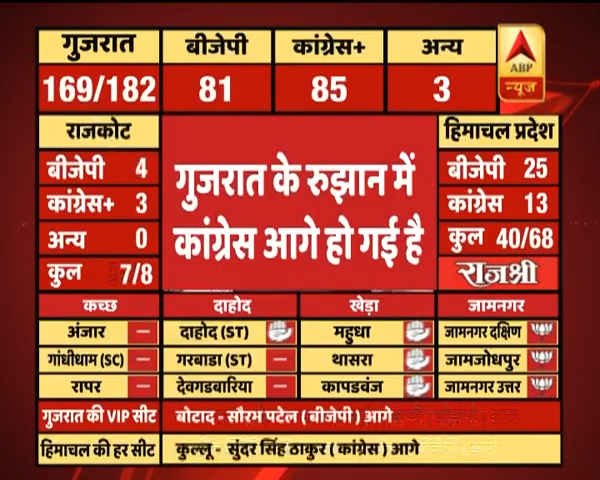 गुजरात बीजेपी कांग्रेस+ अन्य
169/182 81 85 3
ABP
न्यूज़
राजकोट
बीजेपी 4
कांग्रेस+ 3
अन्य 0
कुल 7/8
गुजरात के रुझान में
कांग्रेस आगे हो गई है
हिमाचल प्रदेश
बीजेपी 25
कांग्रेस 13
कुल 40/68
राजश्री
कच्छ दाहोद खेड़ा जामनगर
अंजार – दाहोद (ST) महुधा जामनगर दक्षिण
गांधीधाम (SC) – गरबाडा (ST) – थासरा जामजोधपुर
रापर – देवगडबारिया – कापडवंज जामनगर उत्तर
गुजरात की VIP सीट बोटाद - सौरभ पटेल ( बीजेपी ) आगे
हिमाचल की हर सीट कुल्लू - सुंदर सिंह ठाकुर ( कांग्रेस ) आगे